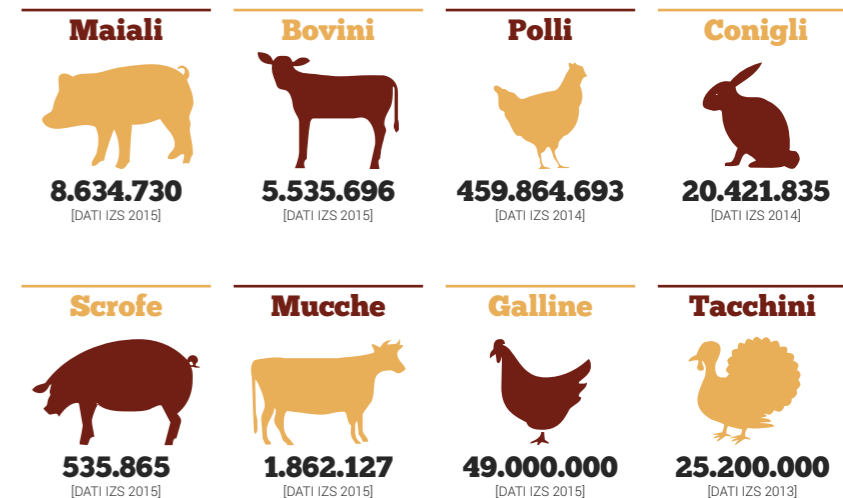 Maiali
8.634.730
[DATI IZS 2015]
Bovini
5.535.696
[DATI IZS 2015]
Polli
459.864.693
[DATI IZS 2014]
Conigli
20.421.835
[DATI IZS 2014]
Scrofe
535.865
[DATI IZS 2015]
Mucche
1.862.127
[DATI IZS 2015]
Galline
49.000.000
[DATI IZS 2015]
Tacchini
25.200.000
[DATI IZS 2013]